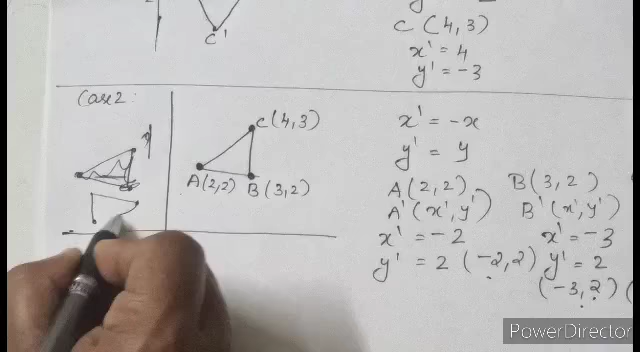 C'
C (4,3)
x' = 4
y' = -3
Case 2:
C(4,3)
A(2,2)
B(3,2)
x' = -x
y' = y
A(2,2)
A'(x',y')
x' = -2
y' = 2 (-2,2)
B(3,2)
B'(x',y')
x' = -3
y' = 2
(-3,2)
PowerDirector